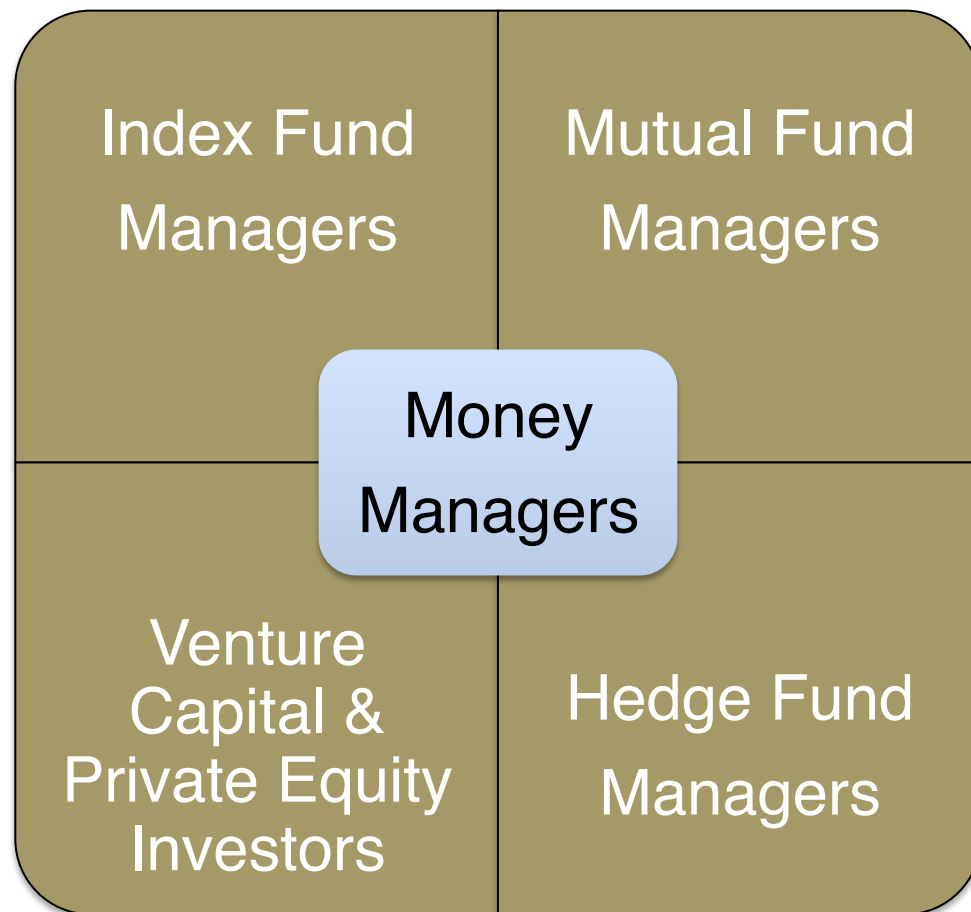 Index Fund
Managers
Mutual Fund
Managers
Money
Managers
Venture
Capital &
Private Equity
Investors
Hedge Fund
Managers